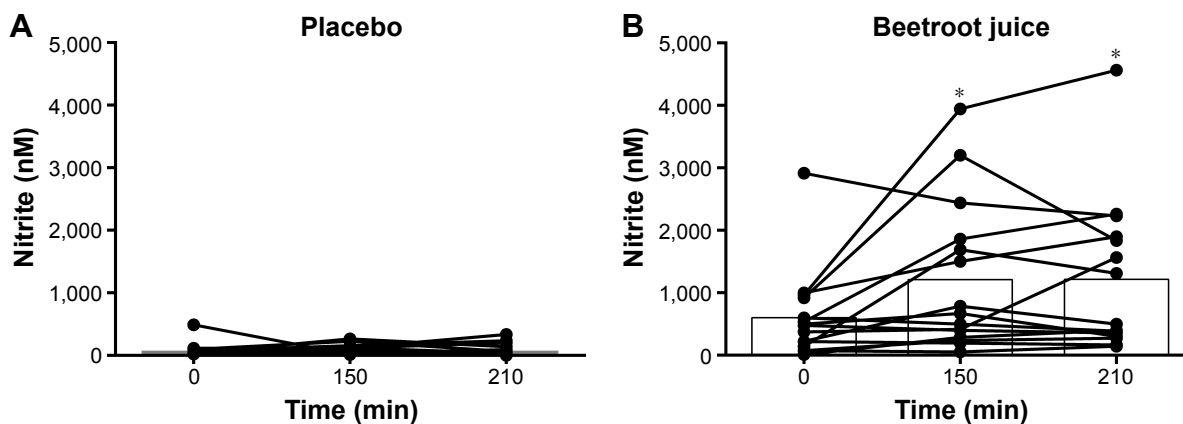 A
Placebo
5,000
4,000
3,000
2,000
1,000
0
Nitrite (nM)
0
150
210
Time (min)
B
Beetroot juice
5,000
4,000
3,000
2,000
1,000
0
Nitrite (nM)
*
*
0
150
210
Time (min)